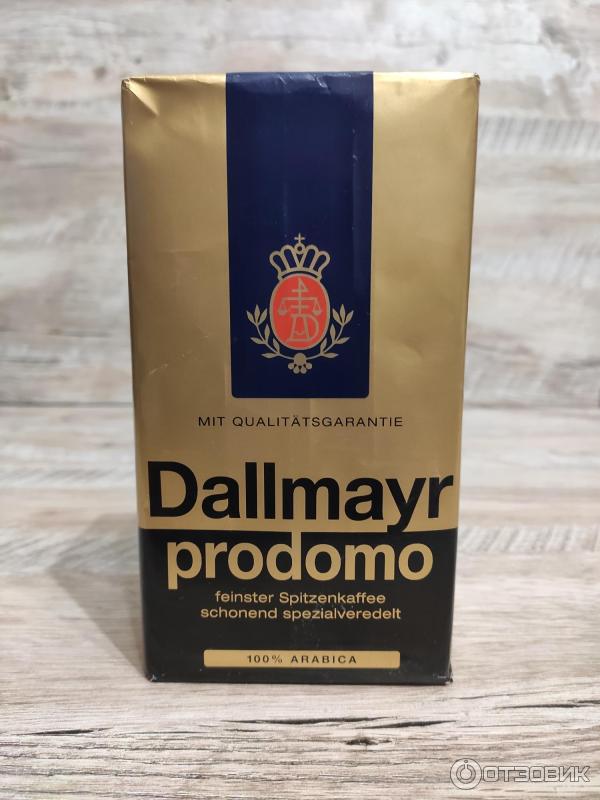 MIT QUALITÄTSGARANTIE
Dallmayr
prodomo
feinster Spitzenkaffee
schonend spezialveredelt
100% ARABICA
ОТЗОВИК